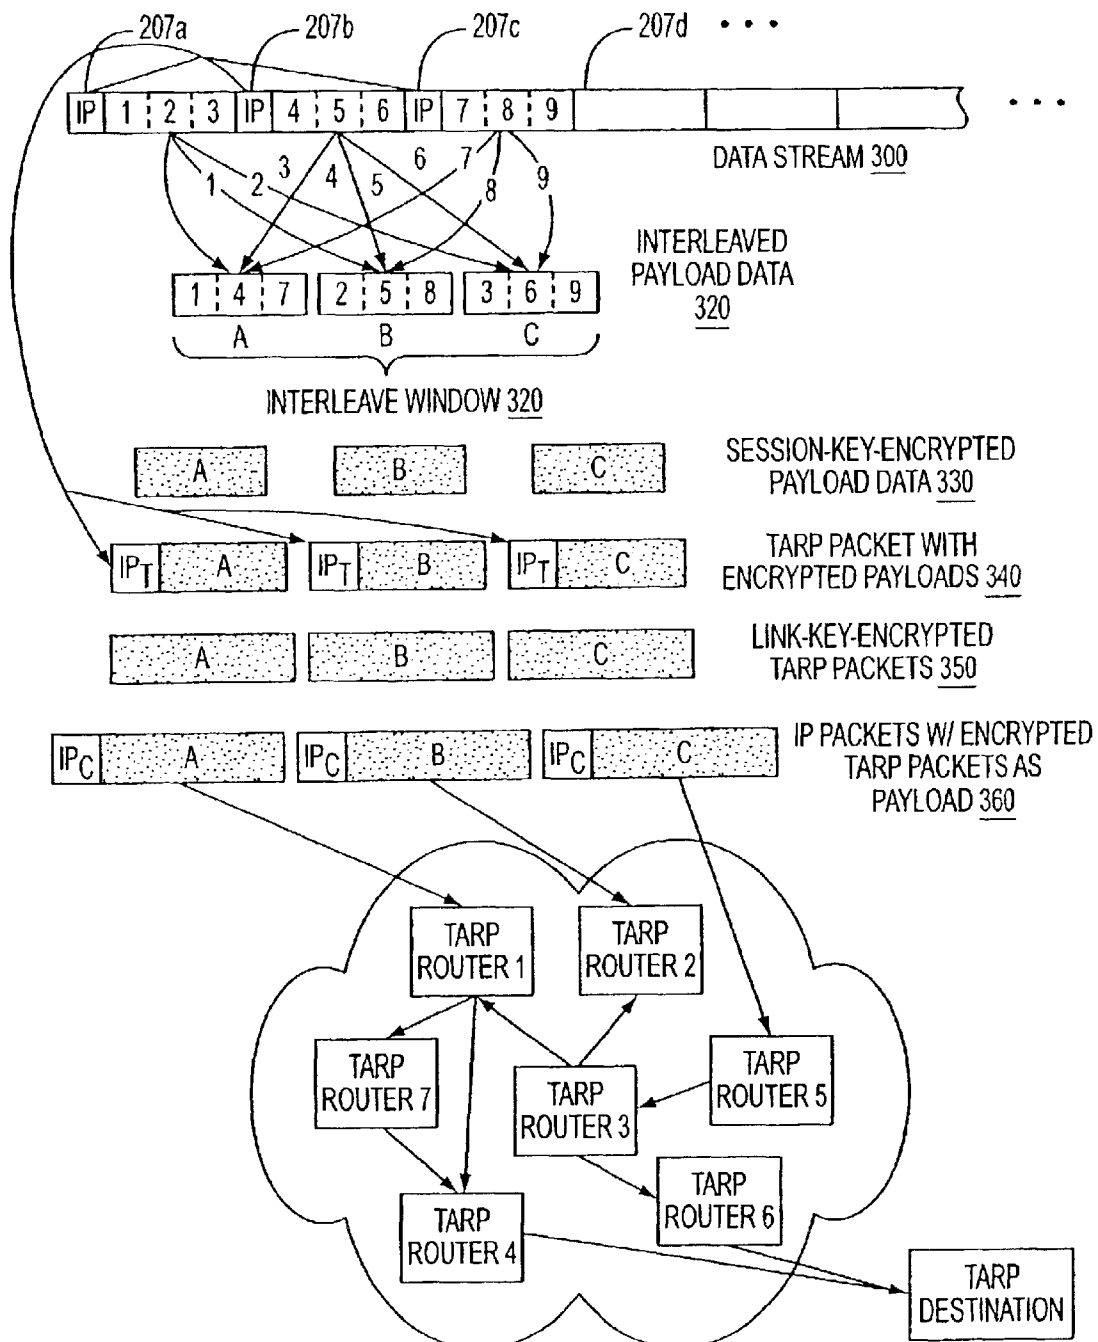 207a 207b 207c 207d • • •
IP 1 2 3 IP 4 5 6 IP 7 8 9 • • •
DATA STREAM 300
1 2 3 4 5 6 7 8 9
INTERLEAVED
PAYLOAD DATA
320
1 4 7 2 5 8 3 6 9
A B C
INTERLEAVE WINDOW 320
A B C
SESSION-KEY-ENCRYPTED
PAYLOAD DATA 330
IPT A IPT B IPT C
TARP PACKET WITH
ENCRYPTED PAYLOADS 340
A B C
LINK-KEY-ENCRYPTED
TARP PACKETS 350
IPC A IPC B IPC C
IP PACKETS W/ ENCRYPTED
TARP PACKETS AS
PAYLOAD 360
TARP
ROUTER 1
TARP
ROUTER 2
TARP
ROUTER 7
TARP
ROUTER 3
TARP
ROUTER 5
TARP
ROUTER 6
TARP
ROUTER 4
TARP
DESTINATION